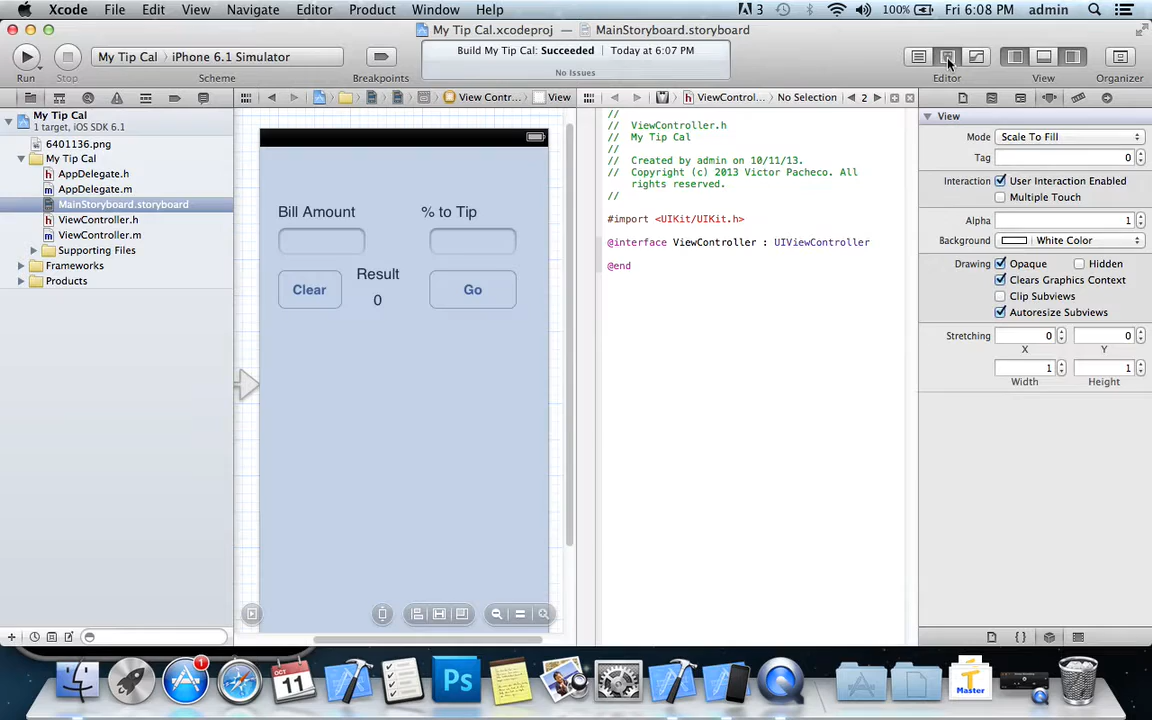 Xcode File Edit View Navigate Editor Product Window Help 3 100% Fri 6:08 PM admin
My Tip Cal.xcodeproj — MainStoryboard.storyboard
My Tip Cal iPhone 6.1 Simulator
Build My Tip Cal: Succeeded Today at 6:07 PM
No Issues
Run Stop Scheme Breakpoints Editor View Organizer
View Contr... View
ViewControl... No Selection 2
My Tip Cal
1 target, iOS SDK 6.1
6401136.png
My Tip Cal
AppDelegate.h
AppDelegate.m
MainStoryboard.storyboard
ViewController.h
ViewController.m
Supporting Files
Frameworks
Products
Bill Amount % to Tip
Result
Clear 0 Go
//
// ViewController.h
// My Tip Cal
//
// Created by admin on 10/11/13.
// Copyright (c) 2013 Victor Pacheco. All
rights reserved.
//
#import <UIKit/UIKit.h>
@interface ViewController : UIViewController
@end
View
Mode Scale To Fill
Tag 0
Interaction User Interaction Enabled
Multiple Touch
Alpha 1
Background White Color
Drawing Opaque Hidden
Clears Graphics Context
Clip Subviews
Autoresize Subviews
Stretching 0 0
X Y
1 1
Width Height
{}
1
OCT
11
T
Master